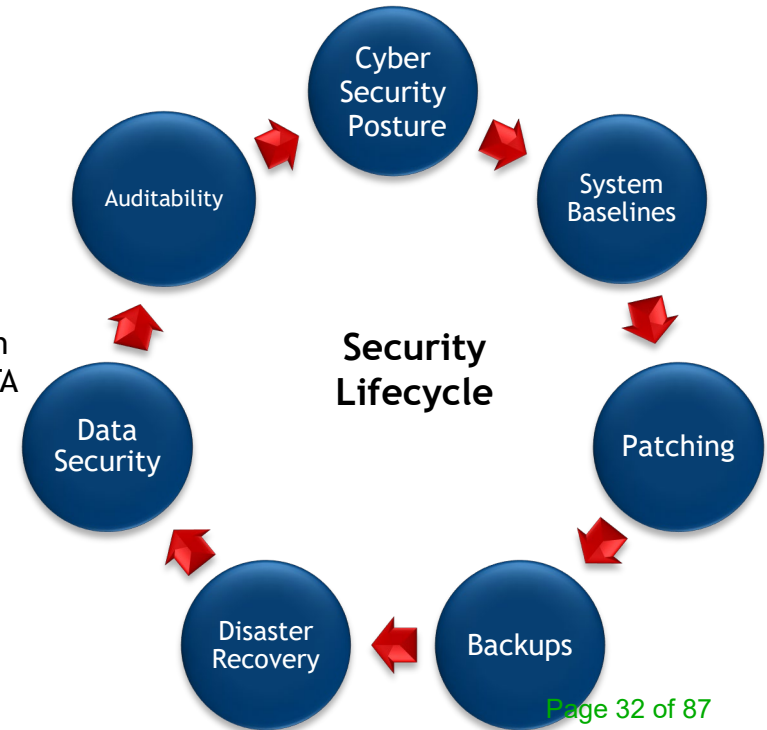 Cyber
Security
Posture
System
Baselines
Patching
Backups
Disaster
Recovery
Data
Security
Auditability
Security
Lifecycle
Page 32 of 87